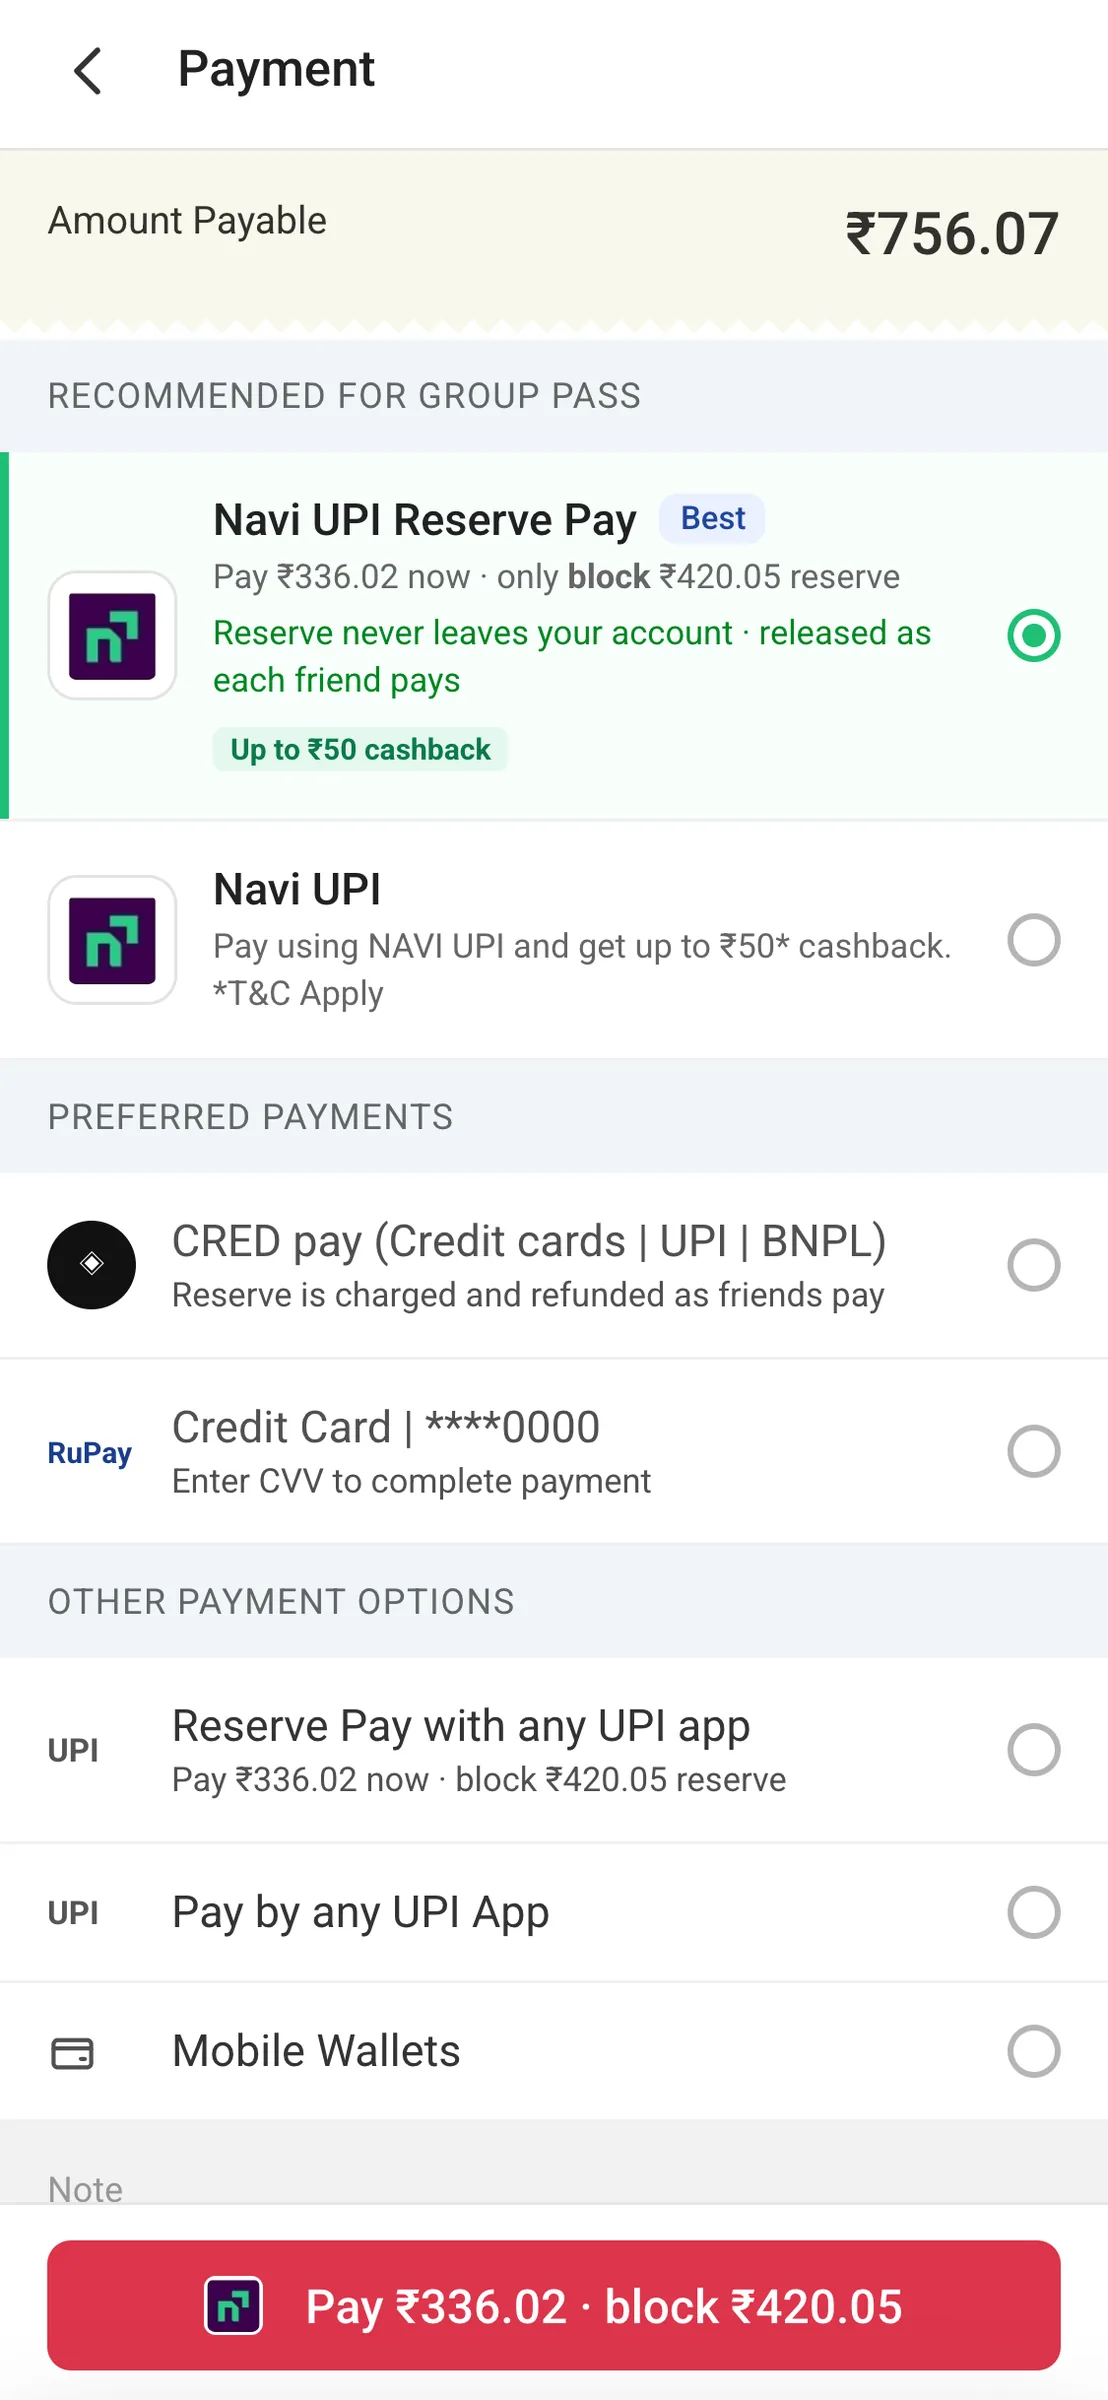 Payment
Amount Payable
₹756.07
RECOMMENDED FOR GROUP PASS
Navi UPI Reserve Pay Best
Pay ₹336.02 now · only block ₹420.05 reserve
Reserve never leaves your account · released as
each friend pays
Up to ₹50 cashback
Navi UPI
Pay using NAVI UPI and get up to ₹50* cashback.
*T&C Apply
PREFERRED PAYMENTS
CRED pay (Credit cards | UPI | BNPL)
Reserve is charged and refunded as friends pay
RuPay
Credit Card | ****0000
Enter CVV to complete payment
OTHER PAYMENT OPTIONS
UPI
Reserve Pay with any UPI app
Pay ₹336.02 now · block ₹420.05 reserve
UPI
Pay by any UPI App
Mobile Wallets
Note
Pay ₹336.02 · block ₹420.05